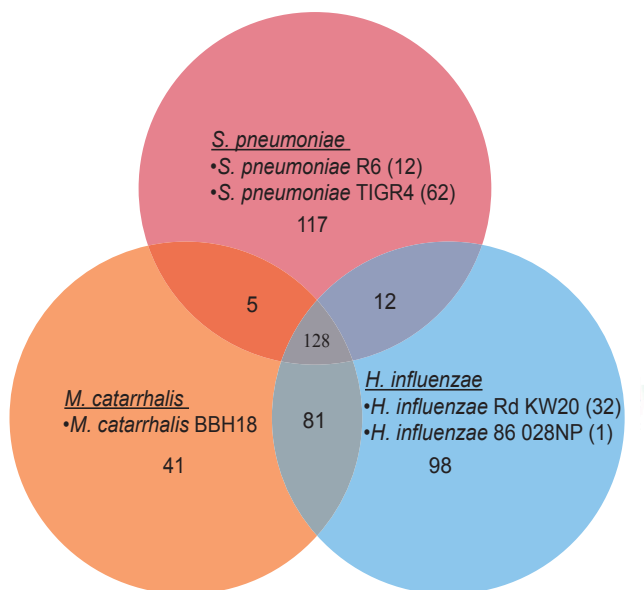 S. pneumoniae
•S. pneumoniae R6 (12)
•S. pneumoniae TIGR4 (62)
117
5
12
128
M. catarrhalis
•M. catarrhalis BBH18
41
81
H. influenzae
•H. influenzae Rd KW20 (32)
•H. influenzae 86 028NP (1)
98